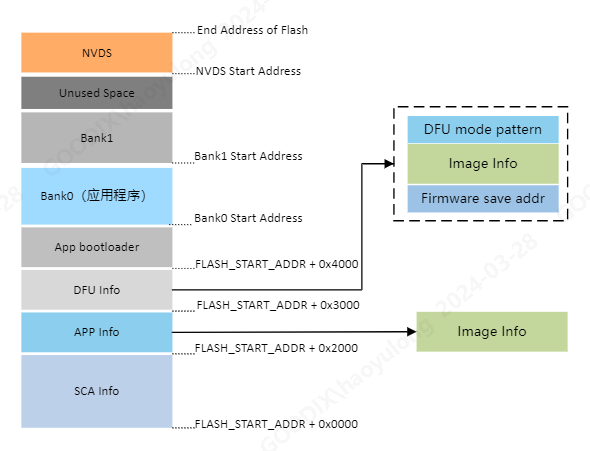 End Address of Flash
NVDS
NVDS Start Address
Unused Space
Bank1
Bank1 Start Address
Bank0（应用程序）
Bank0 Start Address
App bootloader
FLASH_START_ADDR + 0x4000
DFU Info
FLASH_START_ADDR + 0x3000
APP Info
FLASH_START_ADDR + 0x2000
SCA Info
FLASH_START_ADDR + 0x0000
DFU mode pattern
Image Info
Firmware save addr
Image Info
GOODIX\haoyulong 2024-03-28